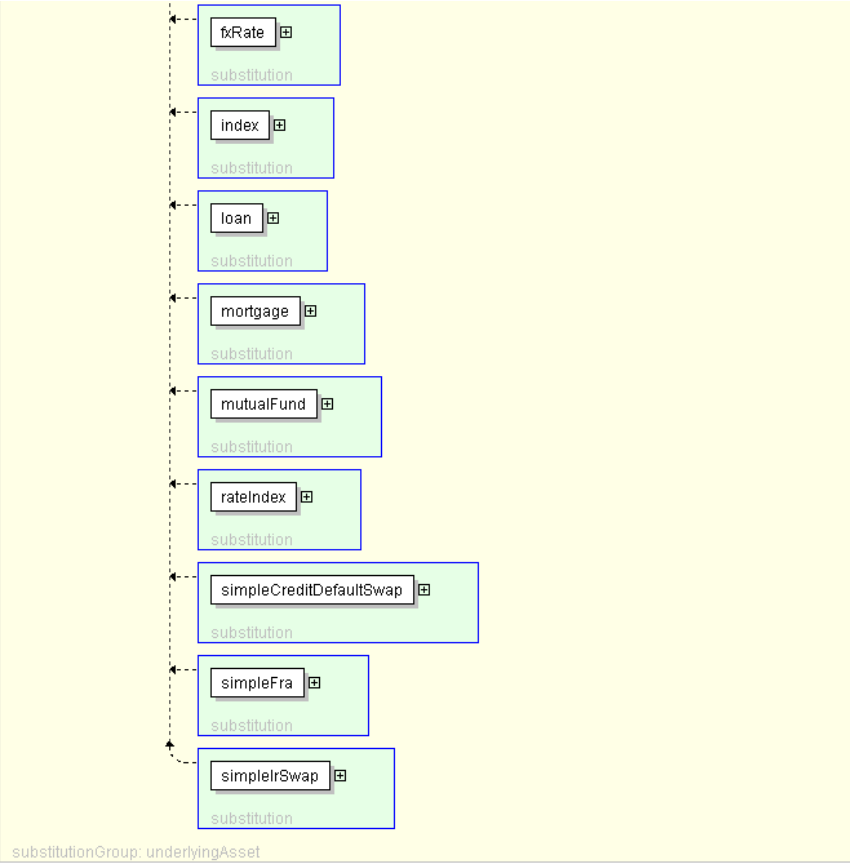 fxRate
substitution
index
substitution
loan
substitution
mortgage
substitution
mutualFund
substitution
rateIndex
substitution
simpleCreditDefaultSwap
substitution
simpleFra
substitution
simpleIrSwap
substitution
substitutionGroup: underlyingAsset